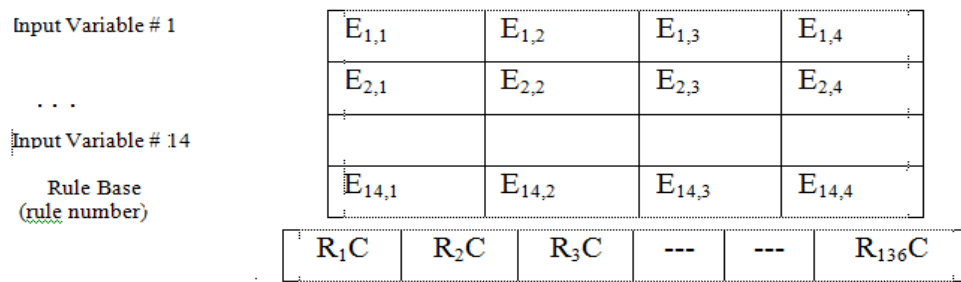 Input Variable # 1
E1,1 E1,2 E1,3 E1,4
E2,1 E2,2 E2,3 E2,4
. . .
Input Variable # 14
Rule Base
(rule number)
E14,1 E14,2 E14,3 E14,4
R1C R2C R3C --- --- R136C